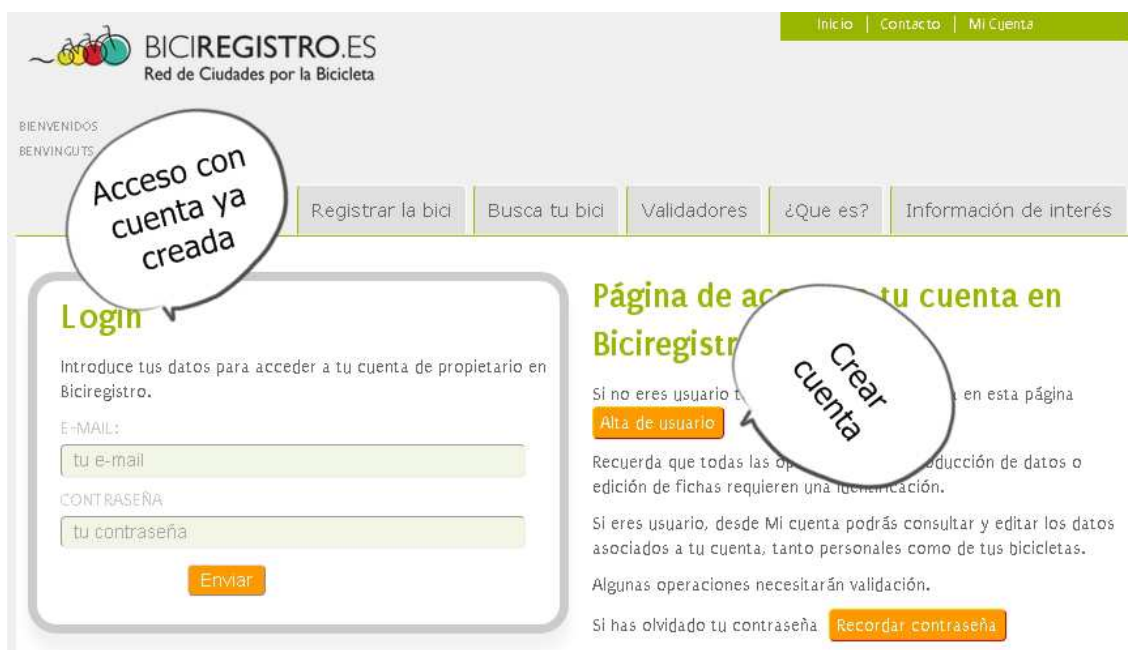 Inicio | Contacto | Mi Cuenta
BICIREGISTRO.ES
Red de Ciudades por la Bicicleta
BIENVENIDOS
BENVINGUTS
Acceso con
cuenta ya
creada
Registrar la bici
Busca tu bici
Validadores
¿Que es?
Información de interés
Login
Introduce tus datos para acceder a tu cuenta de propietario en
Biciregistro.
E-MAIL:
tu e-mail
CONTRASEÑA
tu contraseña
Enviar
Página de tu cuenta en
Biciregistr
Crear
cuenta
Si no eres usuario en esta página
Alta de usuario
Recuerda que todas las ducción de datos o
edición de fichas requieren una identificación.
Si eres usuario, desde Mi cuenta podrás consultar y editar los datos
asociados a tu cuenta, tanto personales como de tus bicicletas.
Algunas operaciones necesitarán validación.
Si has olvidado tu contraseña Recordar contraseña